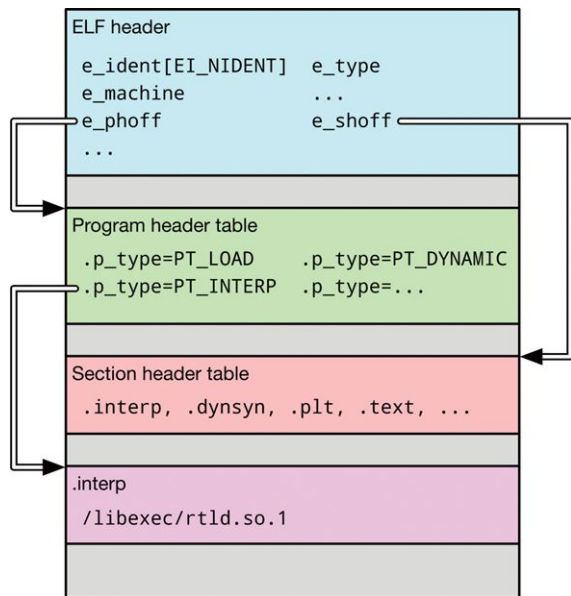 ELF header
e_ident[EI_NIDENT] e_type
e_machine ...
e_phoff e_shoff
...
Program header table
.p_type=PT_LOAD .p_type=PT_DYNAMIC
.p_type=PT_INTERP .p_type=...
Section header table
.interp, .dynsyn, .plt, .text, ...
.interp
/libexec/rtld.so.1